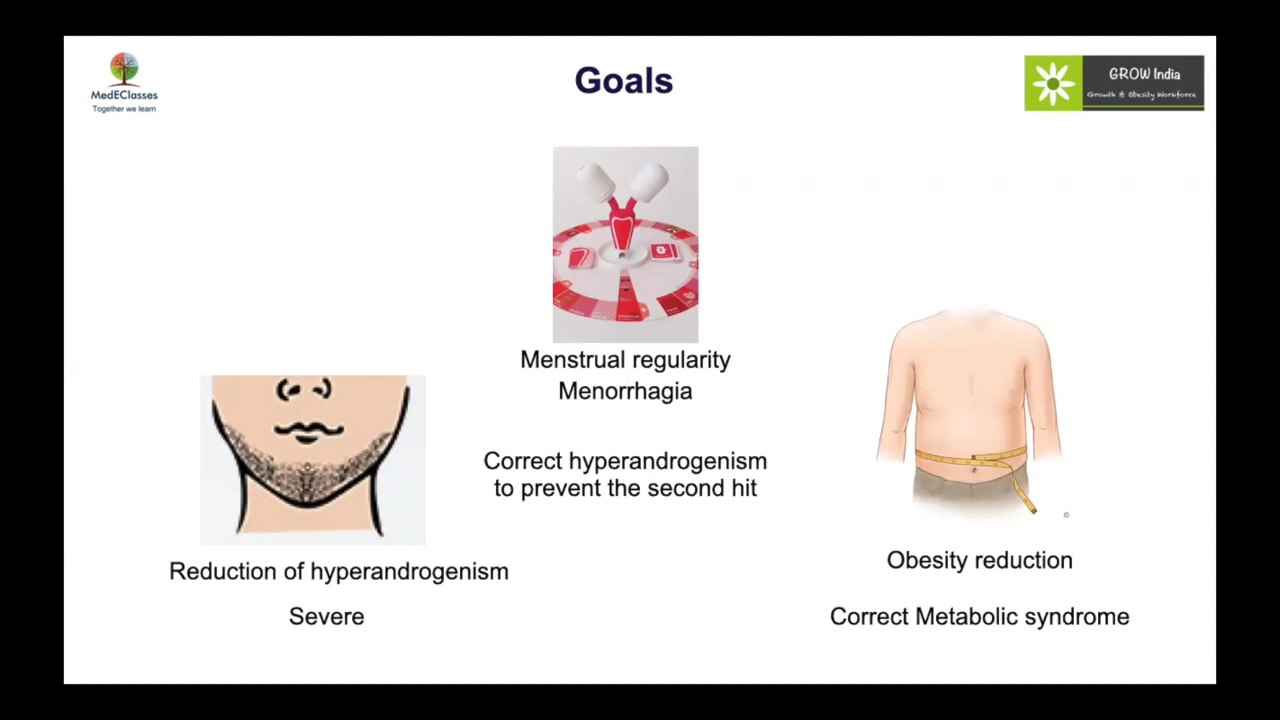 MedEClasses
Together we learn
Goals
GROW India
Growth & Obesity Workforce
Menstrual regularity
Menorrhagia
Correct hyperandrogenism
to prevent the second hit
Reduction of hyperandrogenism
Severe
Obesity reduction
Correct Metabolic syndrome
©